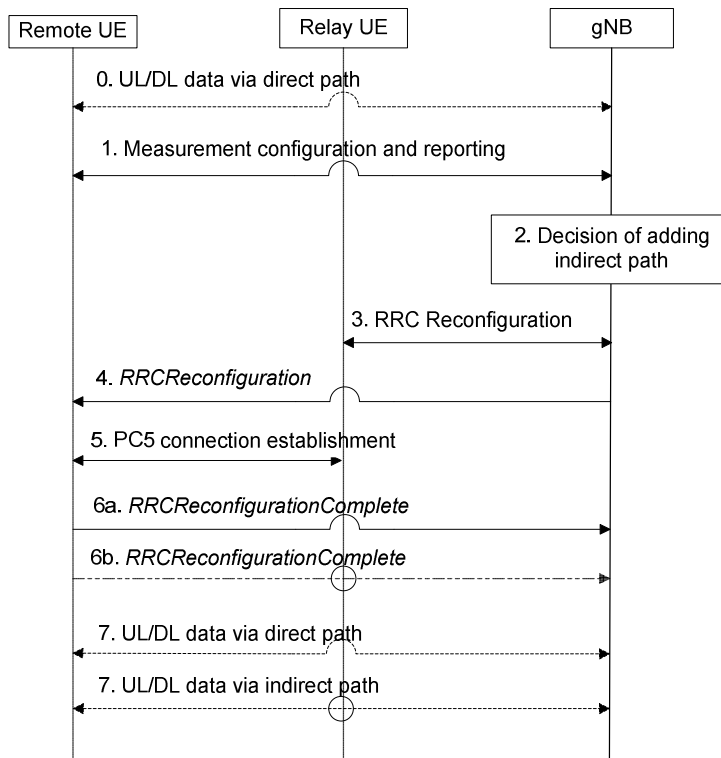 Remote UE
Relay UE
gNB
0. UL/DL data via direct path
1. Measurement configuration and reporting
2. Decision of adding
indirect path
3. RRC Reconfiguration
4. RRCReconfiguration
5. PC5 connection establishment
6a. RRCReconfigurationComplete
6b. RRCReconfigurationComplete
7. UL/DL data via direct path
7. UL/DL data via indirect path